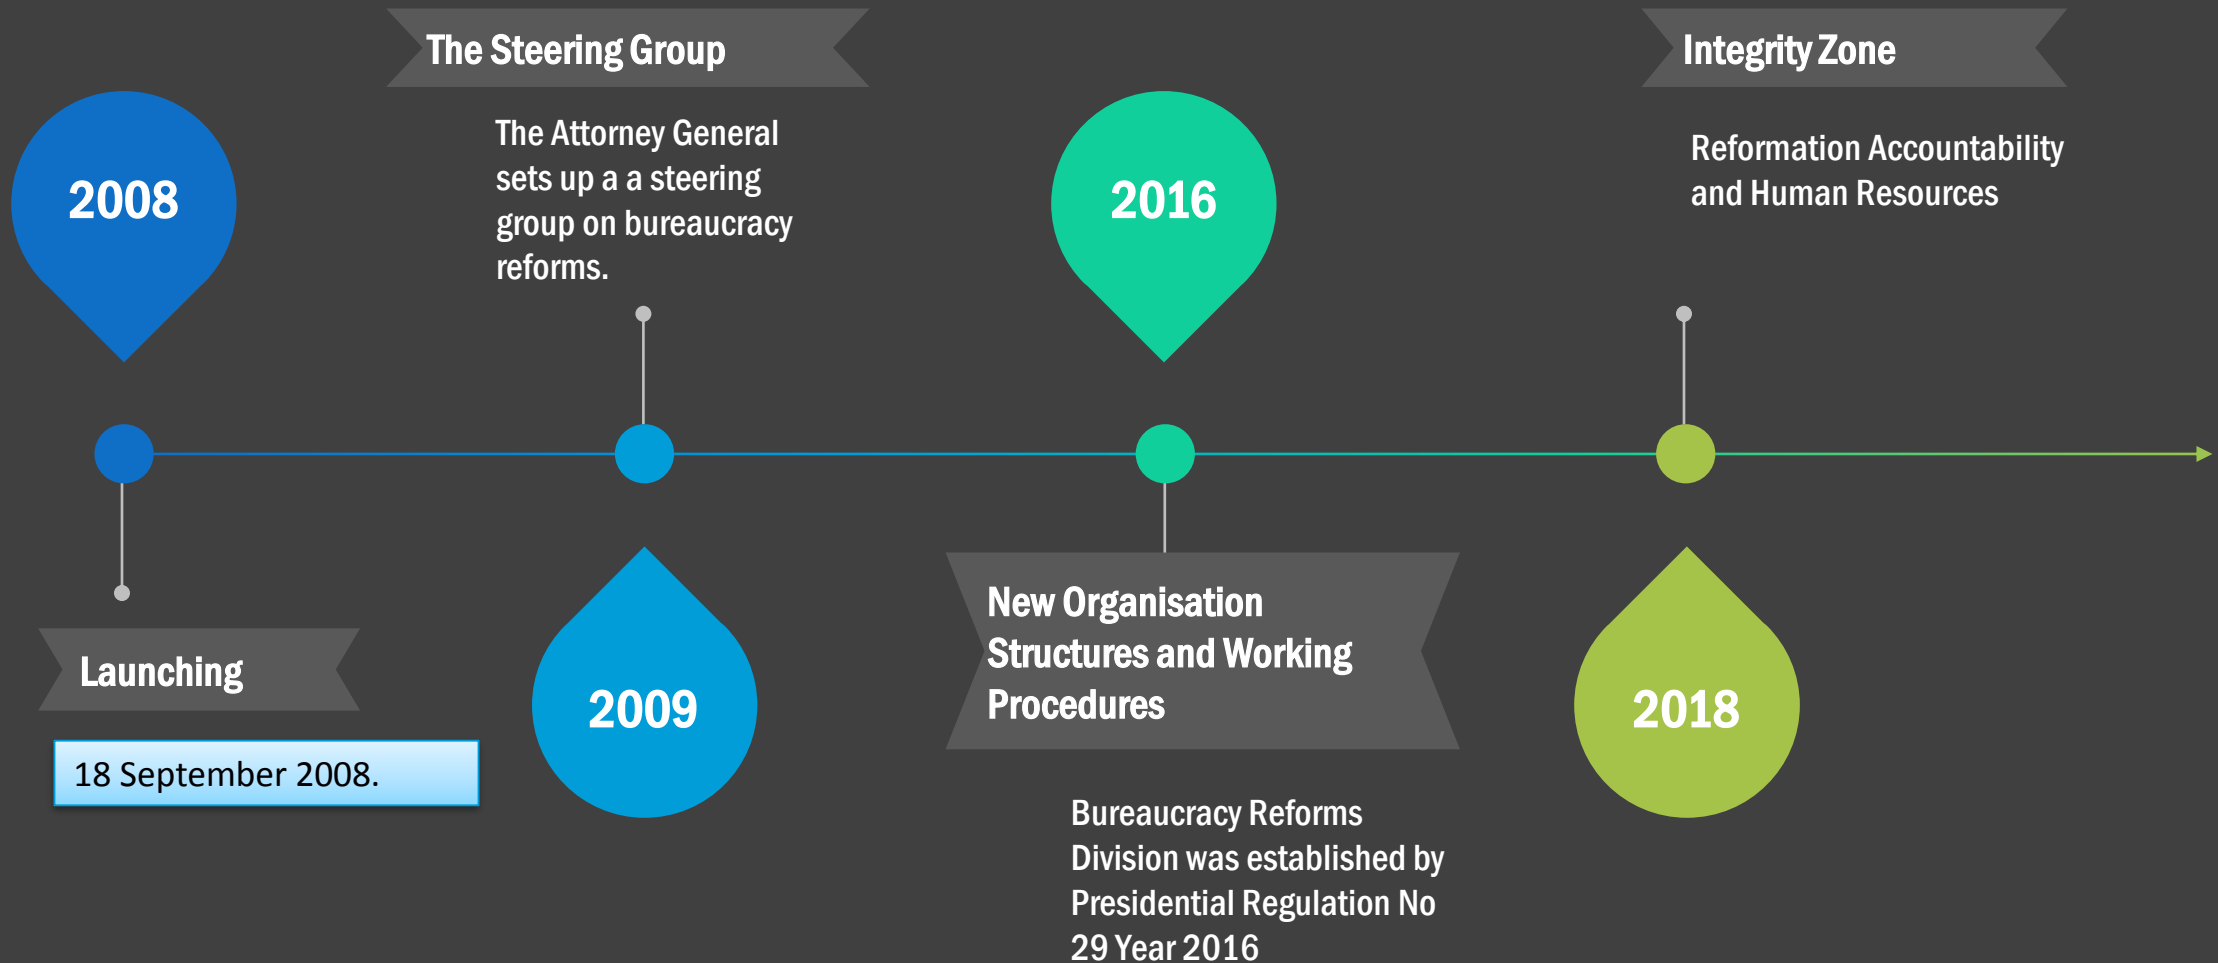 2008
Launching
18 September 2008.
The Steering Group
The Attorney General
sets up a a steering
group on bureaucracy
reforms.
2009
2016
New Organisation
Structures and Working
Procedures
Bureaucracy Reforms
Division was established by
Presidential Regulation No
29 Year 2016
Integrity Zone
Reformation Accountability
and Human Resources
2018